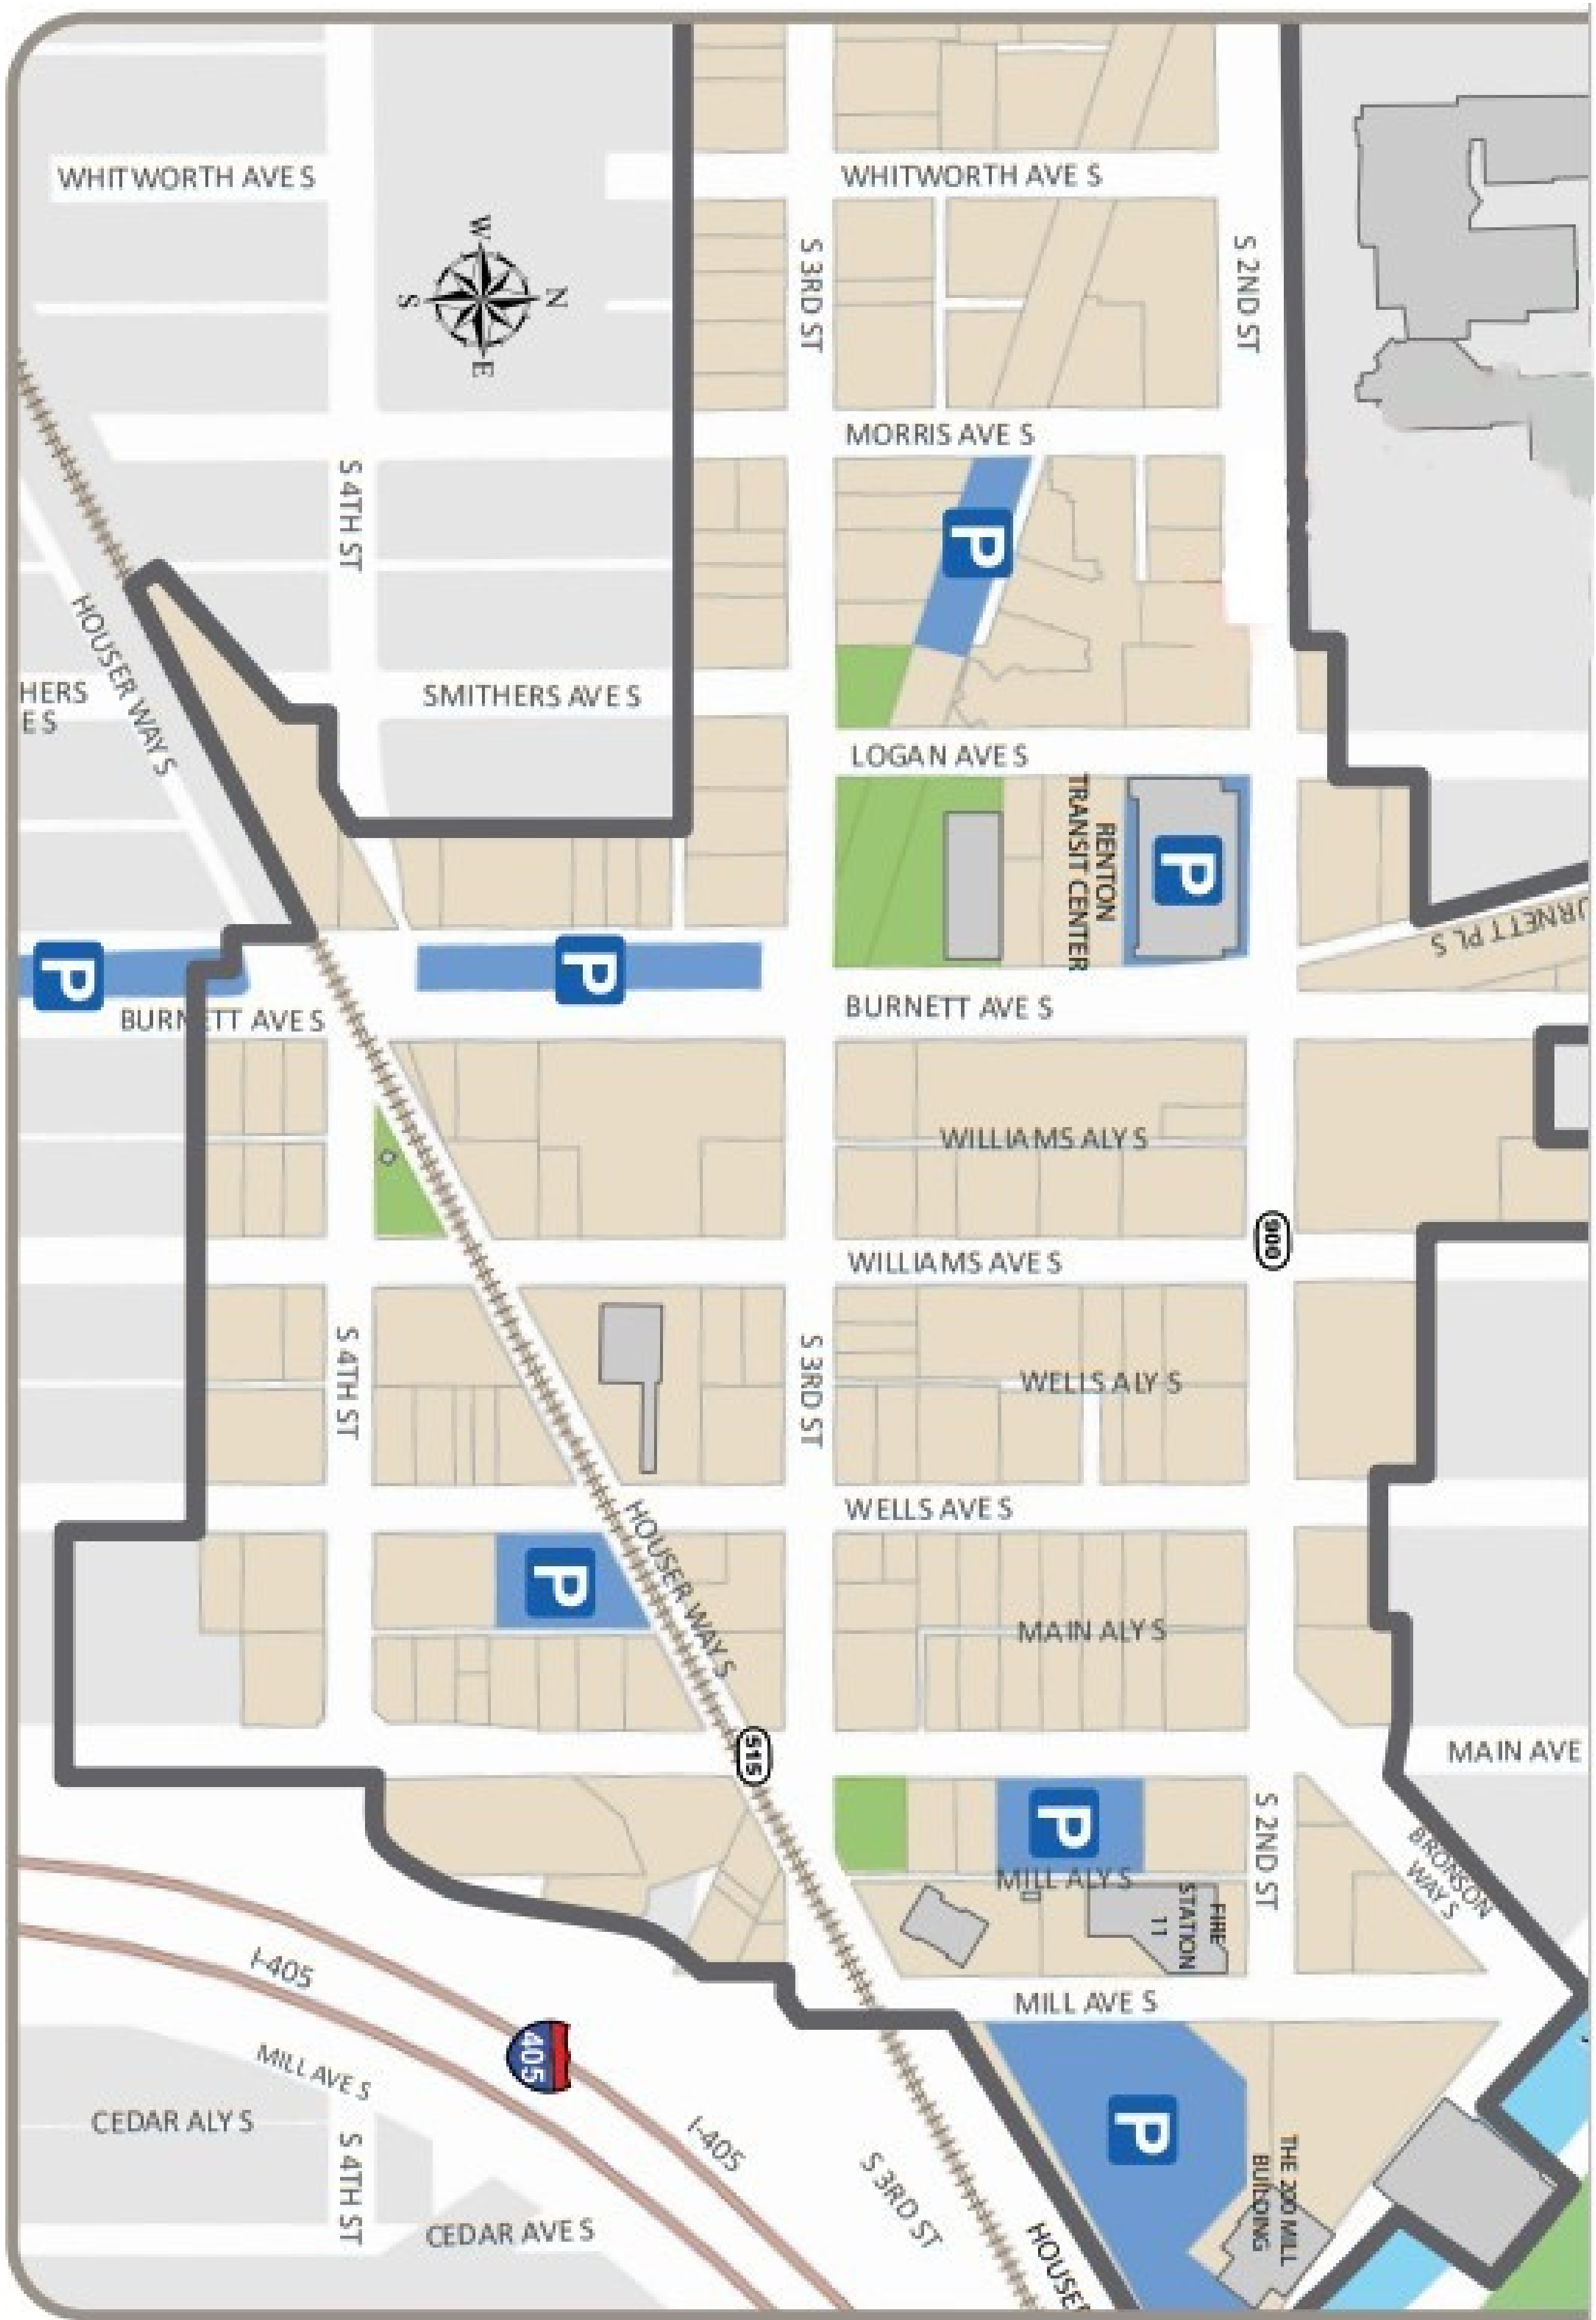 WHITWORTH AVE S
WHITWORTH AVE S
W
N
S
E
S 3RD ST
S 2ND ST
MORRIS AVE S
S 4TH ST
P
HOUSER WAY S
HERS
E S
SMITHERS AVE S
LOGAN AVE S
RENTON
TRANSIT CENTER
P
URNETT PL S
P
P
BURNETT AVE S
BURNETT AVE S
WILLIAMS ALY S
900
WILLIAMS AVE S
S 4TH ST
S 3RD ST
WELLS ALY S
WELLS AVE S
HOUSER WAY S
P
MAIN ALY S
515
MAIN AVE
P
S 2ND ST
MILL ALY S
FIRE
STATION
11
BRONSON
WAY S
I-405
MILL AVE S
405
MILL AVE S
CEDAR ALY S
S 4TH ST
I-405
P
THE 200 MILL
BUILDING
S 3RD ST
CEDAR AVE S
HOUSE